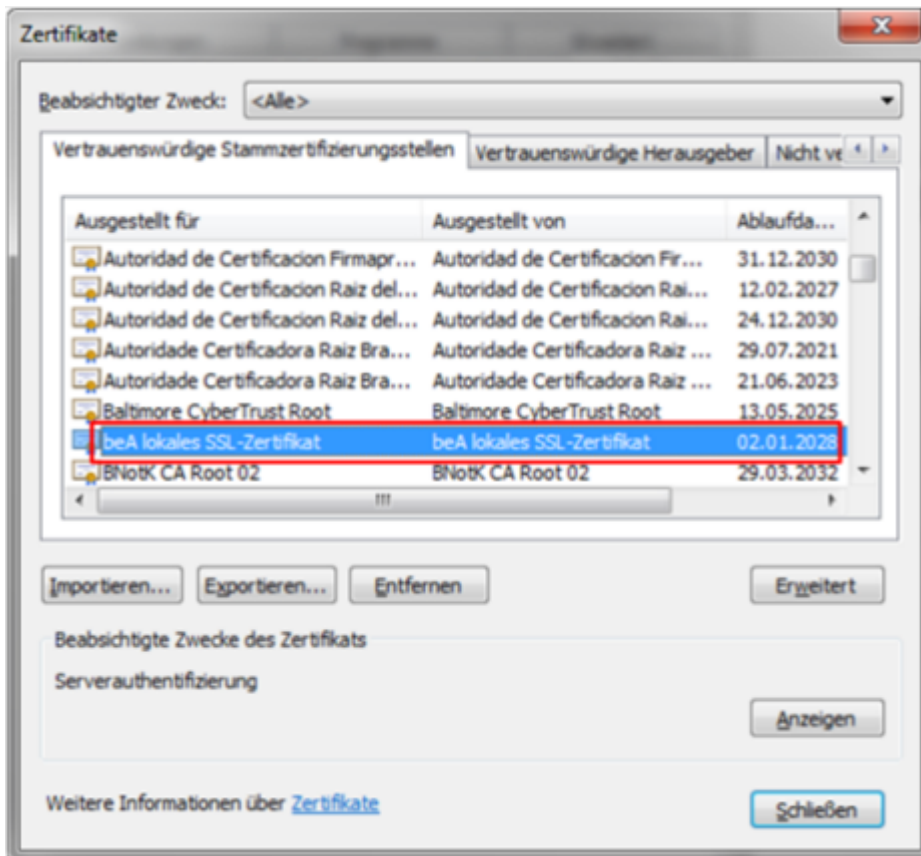 Zertifikate
Programme
Beabsichtigter Zweck: <Alle>
Vertrauenswürdige Stammzertifizierungsstellen Vertrauenswürdige Herausgeber Nicht ve
Ausgestellt für Ausgestellt von Ablaufda...
Autoridad de Certificacion Firmapr... Autoridad de Certificacion Fir... 31.12.2030
Autoridad de Certificacion Raiz del... Autoridad de Certificacion Rai... 12.02.2027
Autoridad de Certificacion Raiz del... Autoridad de Certificacion Rai... 24.12.2030
Autoridade Certificadora Raiz Bra... Autoridade Certificadora Raiz ... 29.07.2021
Autoridade Certificadora Raiz Bra... Autoridade Certificadora Raiz ... 21.06.2023
Baltimore CyberTrust Root Baltimore CyberTrust Root 13.05.2025
beA lokales SSL-Zertifikat beA lokales SSL-Zertifikat 02.01.2028
BNotK CA Root 02 BNotK CA Root 02 29.03.2032
Importieren... Exportieren... Entfernen Erweitert
Beabsichtigte Zwecke des Zertifikats
Serverauthentifizierung
Anzeigen
Weitere Informationen über Zertifikate
Schließen